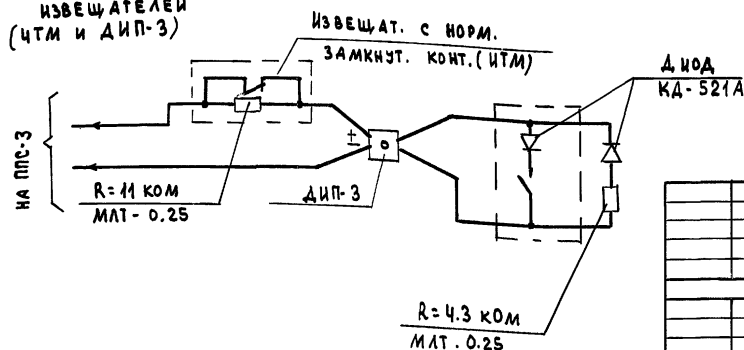 ИЗВЕЩАТЕЛЕЙ
(ИТМ и ДИП-3)
ИЗВЕЩАТ. С НОРМ.
ЗАМКНУТ. КОНТ. (ИТМ)
ДИОД
КД-521А
НА ППС-3
±
R=11 КОМ
МЛТ-0.25
ДИП-3
R=4.3 КОМ
МЛТ.0.25